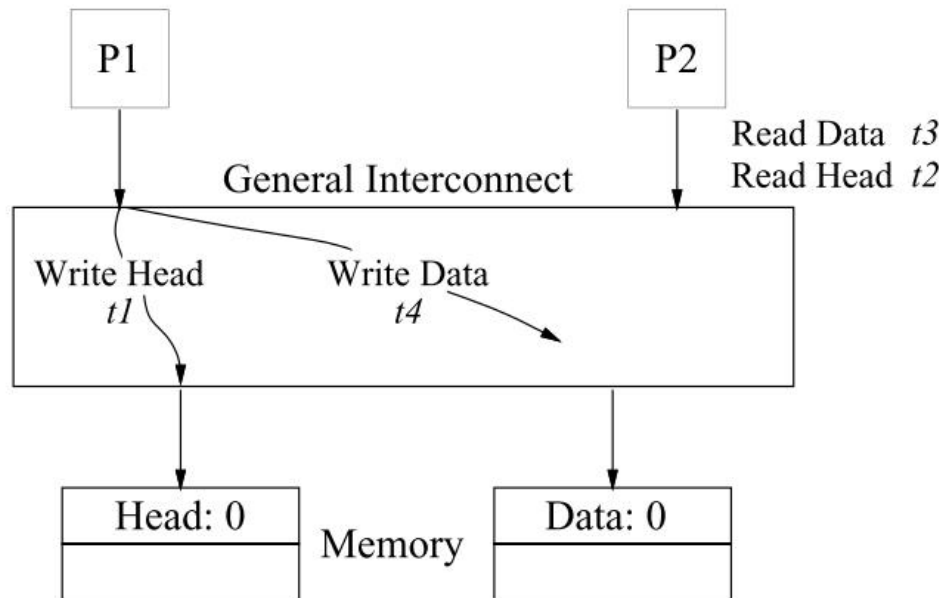 P1
P2
Read Data t3
Read Head t2
General Interconnect
Write Head
t1
Write Data
t4
Head: 0
Memory
Data: 0